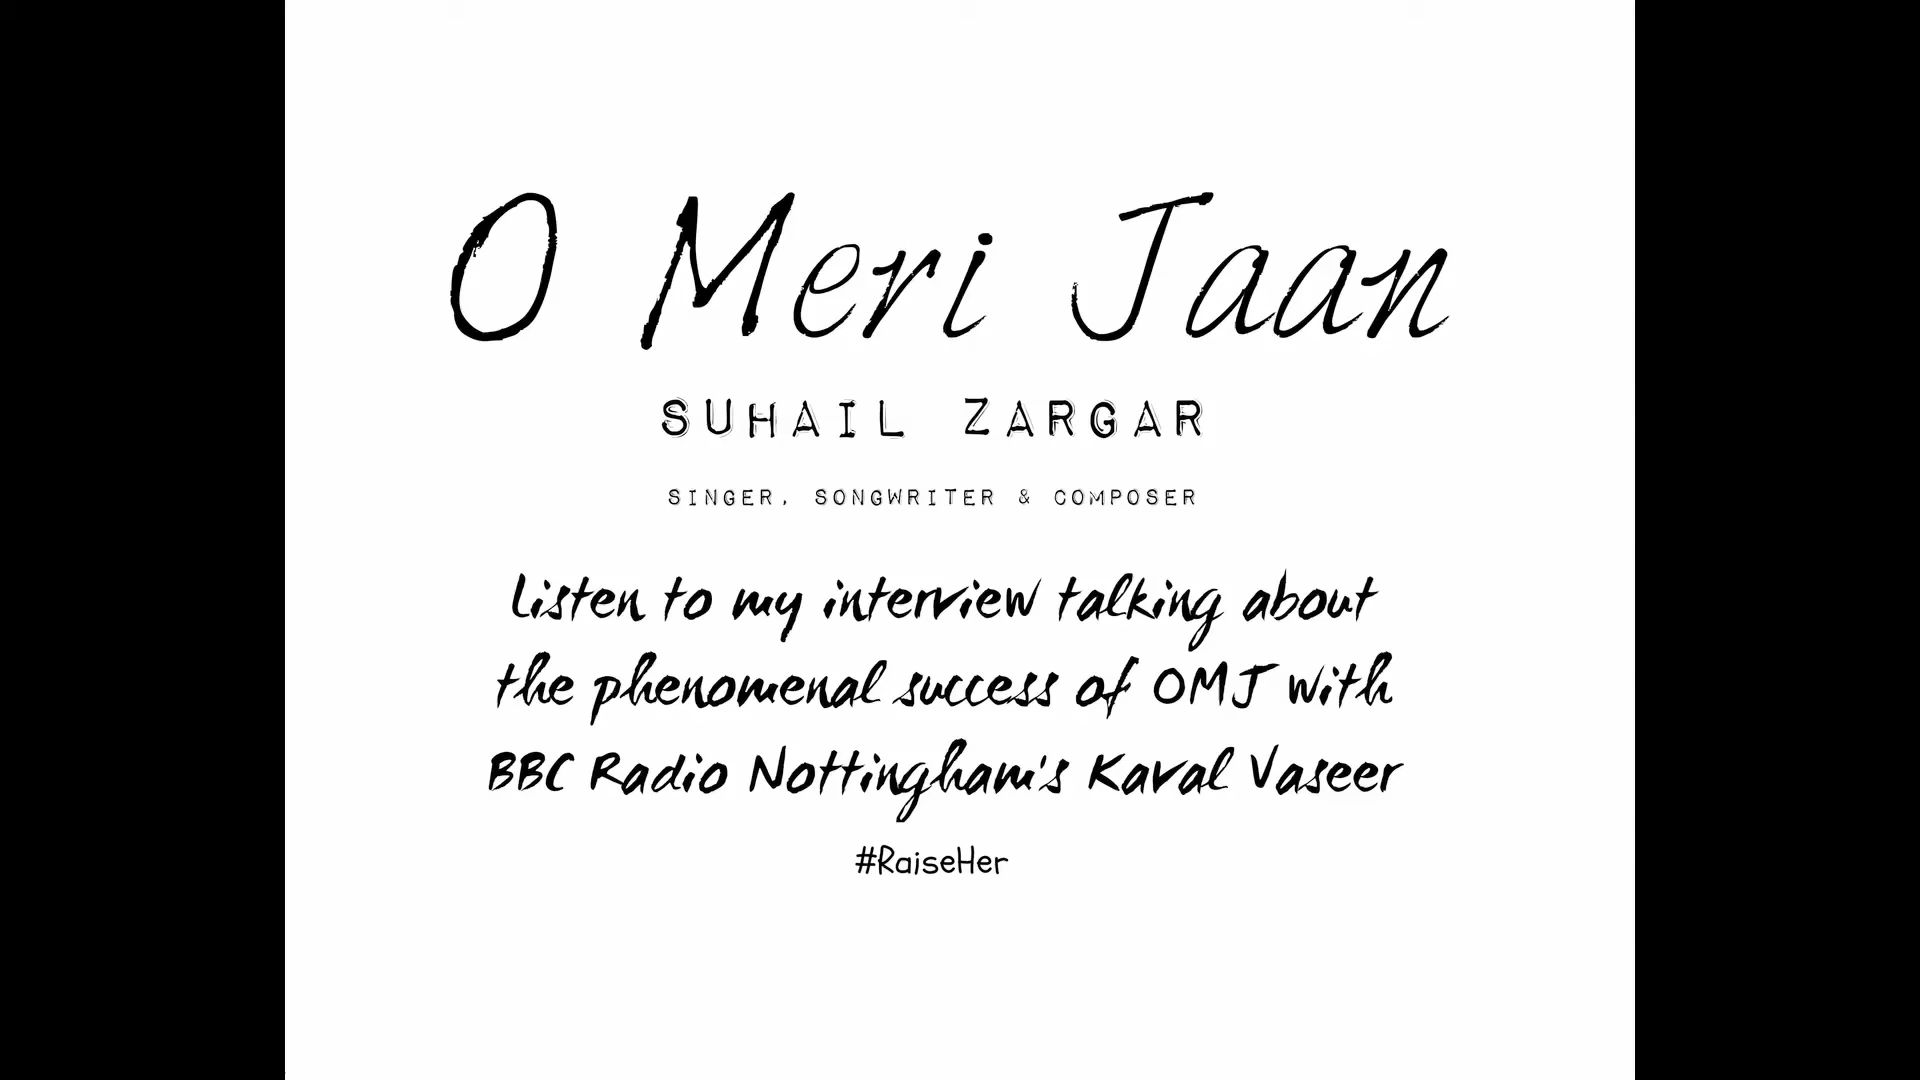 O Meri Jaan
SUHAIL ZARGAR
SINGER, SONGWRITER & COMPOSER
Listen to my interview talking about
the phenomenal success of OMJ with
BBC Radio Nottingham's Kaval Vaseer
#RaiseHer